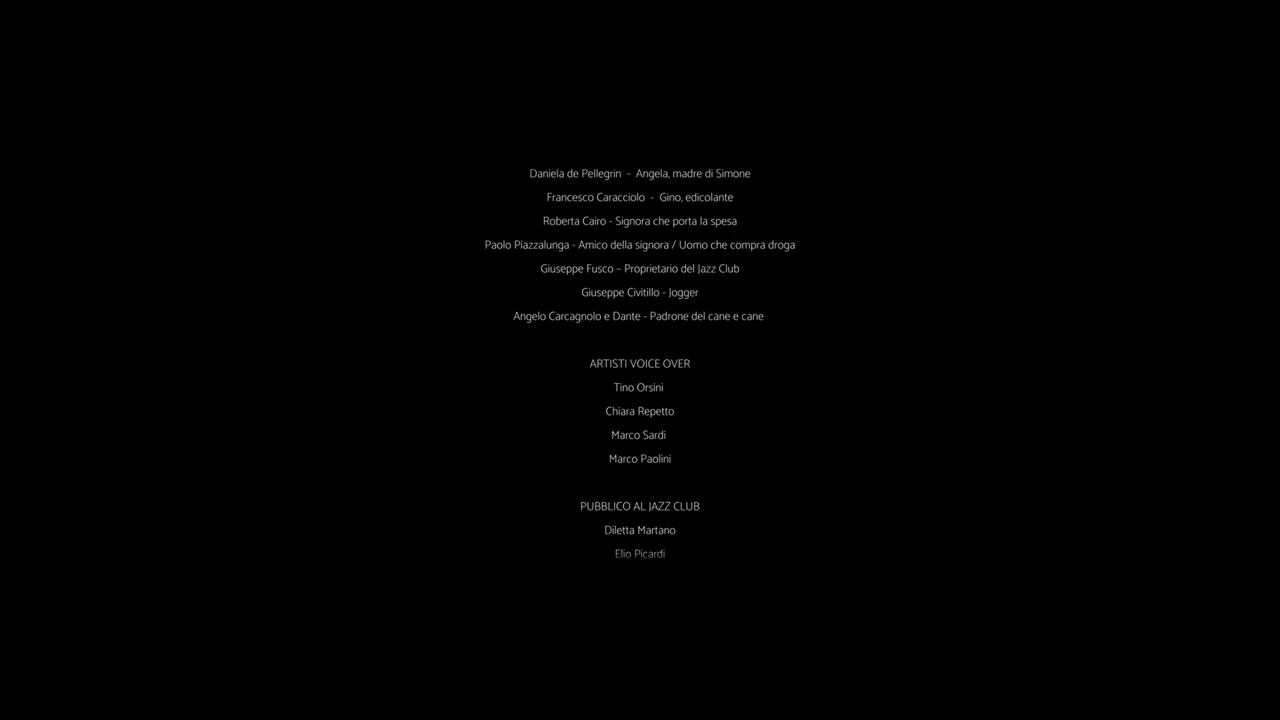 Daniela de Pellegrin - Angela, madre di Simone
Francesco Caracciolo - Gino, edicolante
Roberta Cairo - Signora che porta la spesa
Paolo Piazzalunga - Amico della signora / Uomo che compra droga
Giuseppe Fusco – Proprietario del Jazz Club
Giuseppe Civitillo - Jogger
Angelo Carcagnolo e Dante - Padrone del cane e cane
ARTISTI VOICE OVER
Tino Orsini
Chiara Repetto
Marco Sardi
Marco Paolini
PUBBLICO AL JAZZ CLUB
Diletta Martano
Elio Picardi